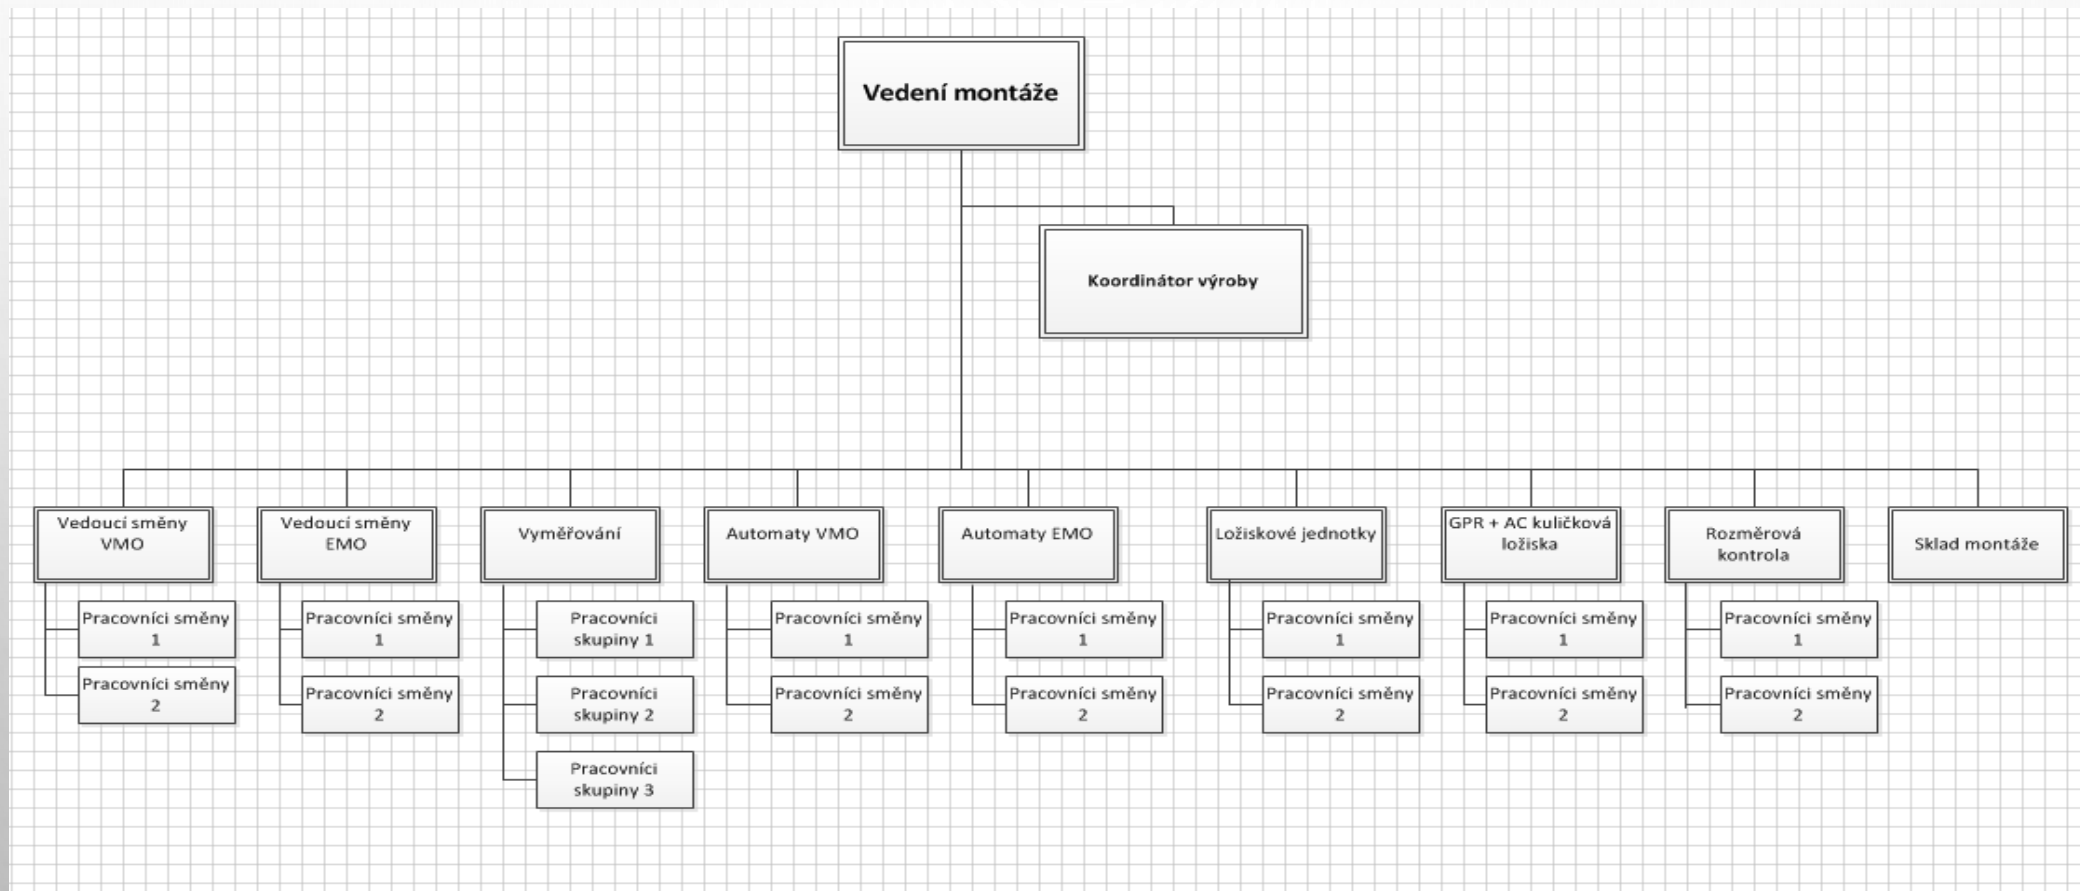 Vedení montáže
Koordinátor výroby
Vedoucí směny
VMO
Pracovníci směny
1
Pracovníci směny
2
Vedoucí směny
EMO
Pracovníci směny
1
Pracovníci směny
2
Vyměřování
Pracovníci
skupiny 1
Pracovníci
skupiny 2
Pracovníci
skupiny 3
Automaty VMO
Pracovníci směny
1
Pracovníci směny
2
Automaty EMO
Pracovníci směny
1
Pracovníci směny
2
Ložiskové jednotky
Pracovníci směny
1
Pracovníci směny
2
GPR + AC kuličková
ložiska
Pracovníci směny
1
Pracovníci směny
2
Rozměrová
kontrola
Pracovníci směny
1
Pracovníci směny
2
Sklad montáže